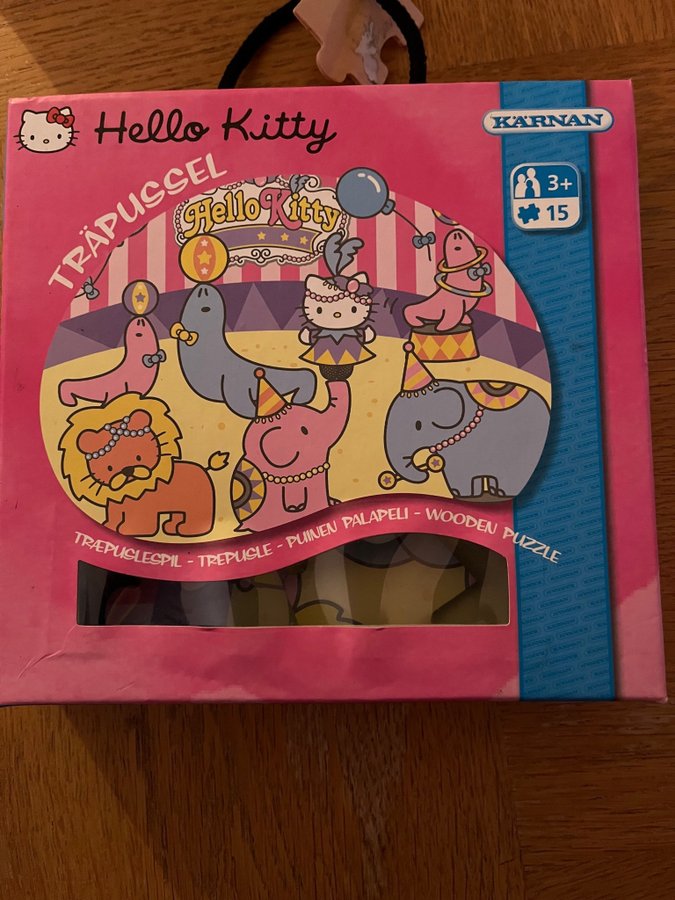 Hello Kitty
KÄRNAN
3+
15
TRÄPUSSEL
Hello Kitty
TRÆPUSLESPIL - TREPUSLE - PUINEN PALAPELI - WOODEN PUZZLE